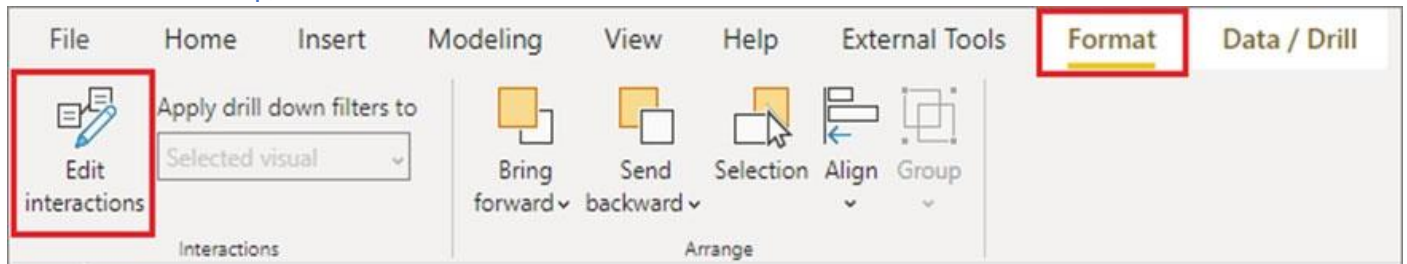 File Home Insert Modeling View Help External Tools Format Data / Drill
Apply drill down filters to
Selected visual
Edit
interactions
Interactions
Bring
forward
Send
backward
Selection
Align
Group
Arrange